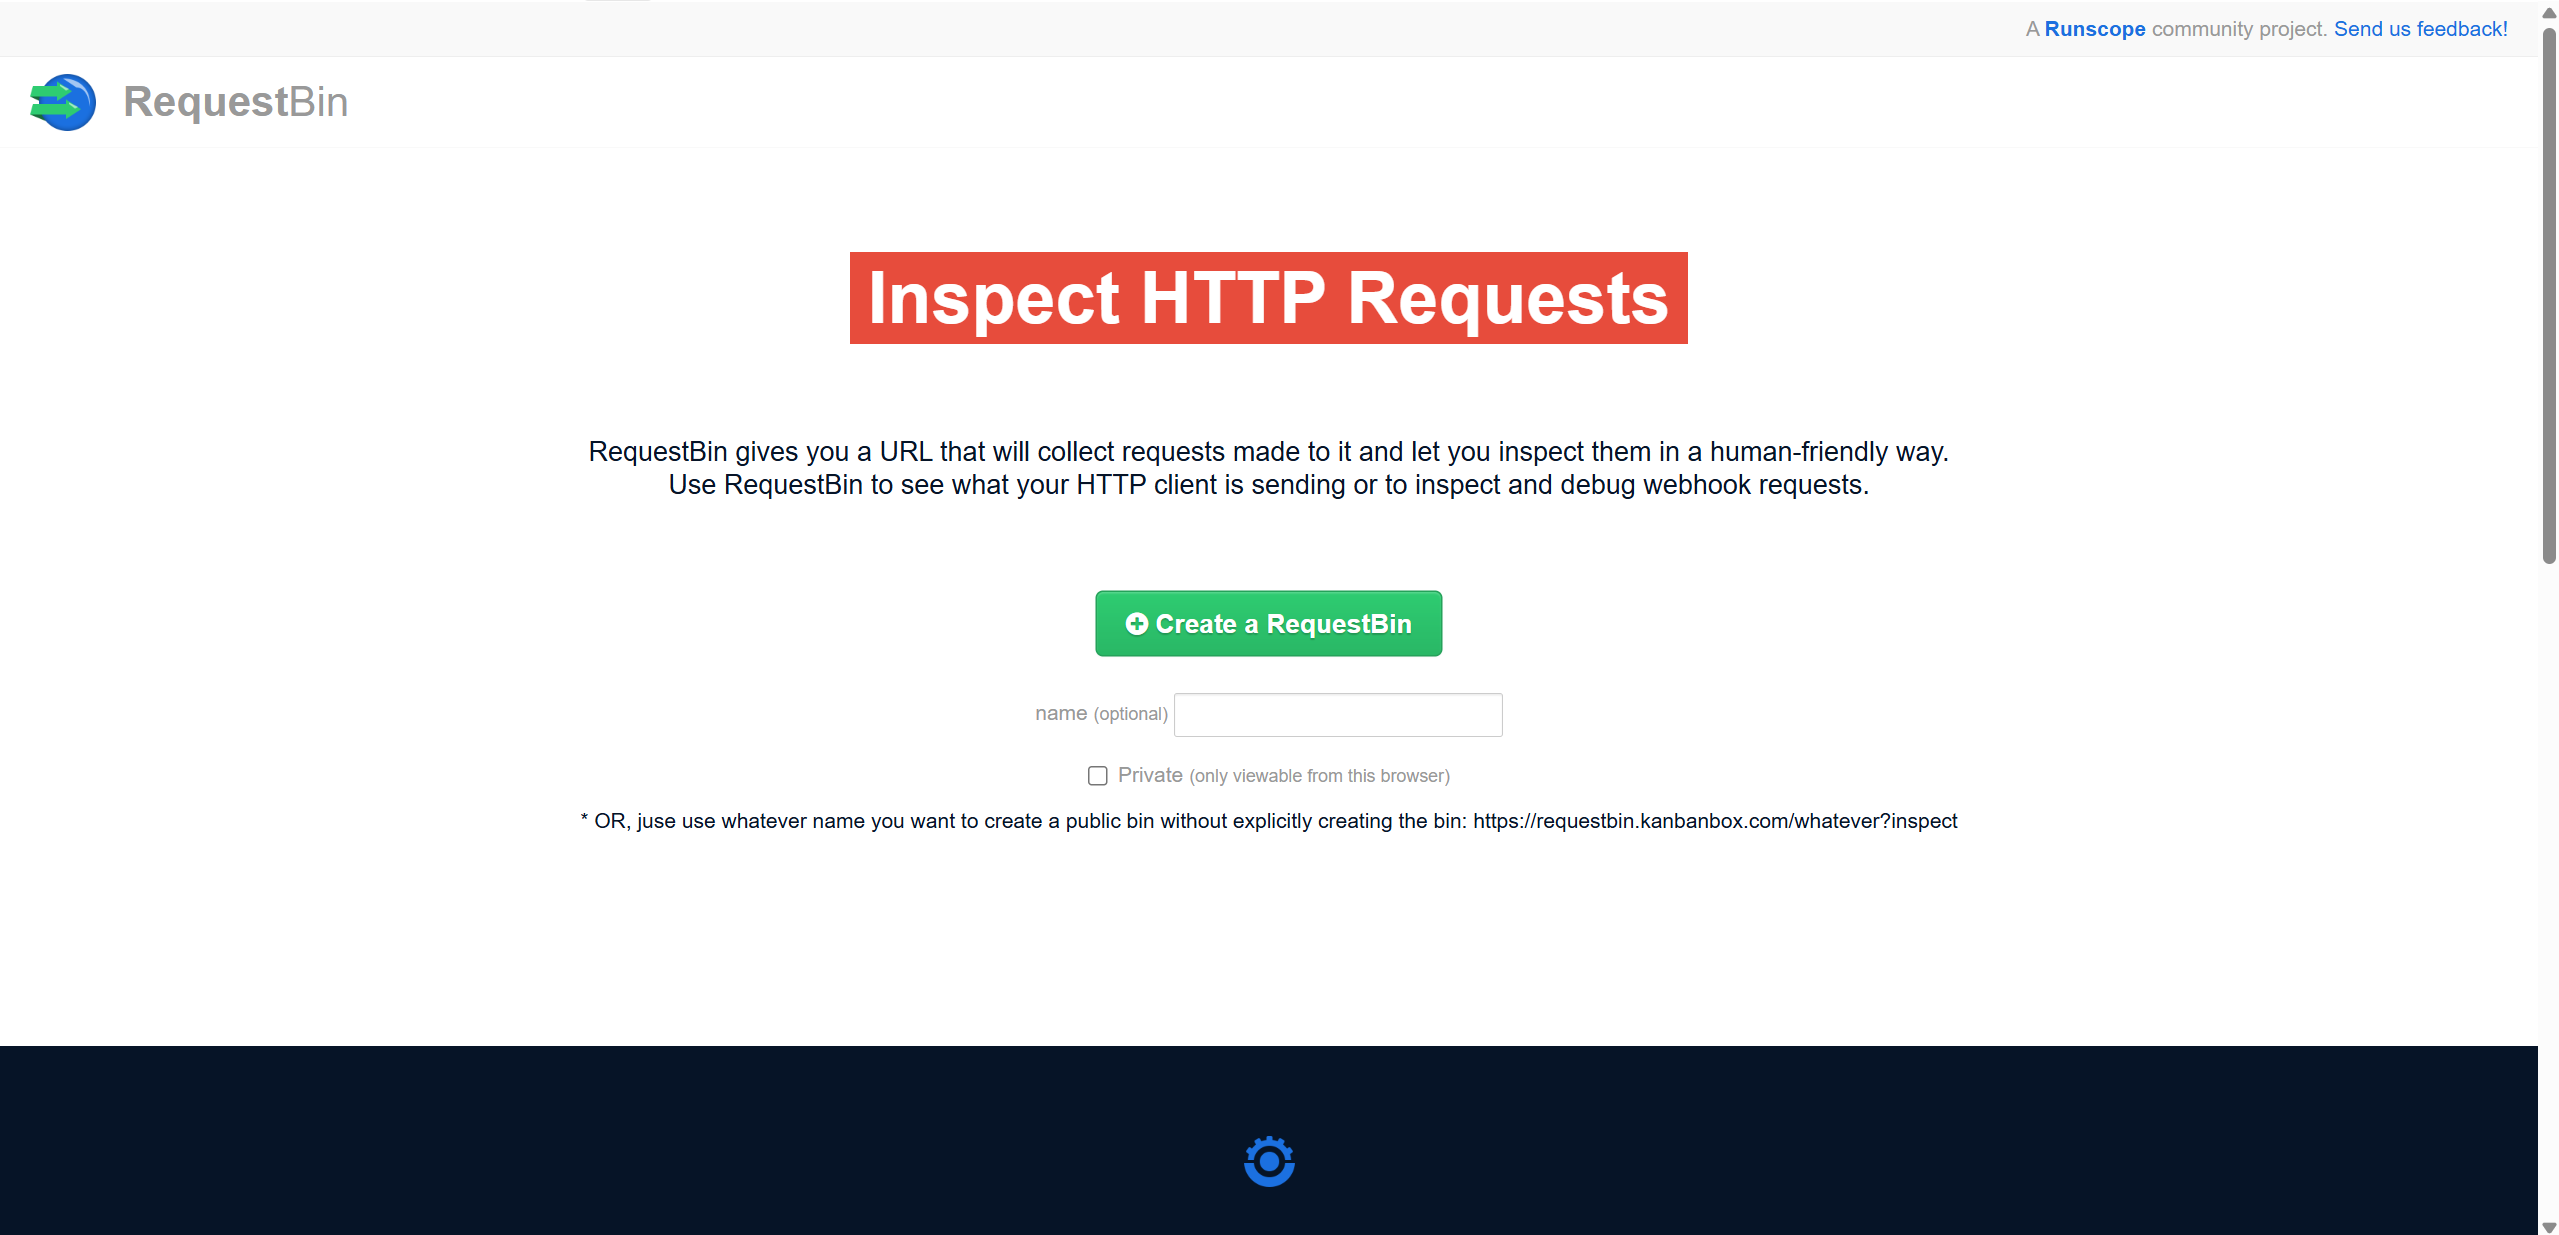 A Runscope community project. Send us feedback!
RequestBin
Inspect HTTP Requests
RequestBin gives you a URL that will collect requests made to it and let you inspect them in a human-friendly way.
Use RequestBin to see what your HTTP client is sending or to inspect and debug webhook requests.
Create a RequestBin
name (optional)
Private (only viewable from this browser)
* OR, juse use whatever name you want to create a public bin without explicitly creating the bin: https://requestbin.kanbanbox.com/whatever?inspect